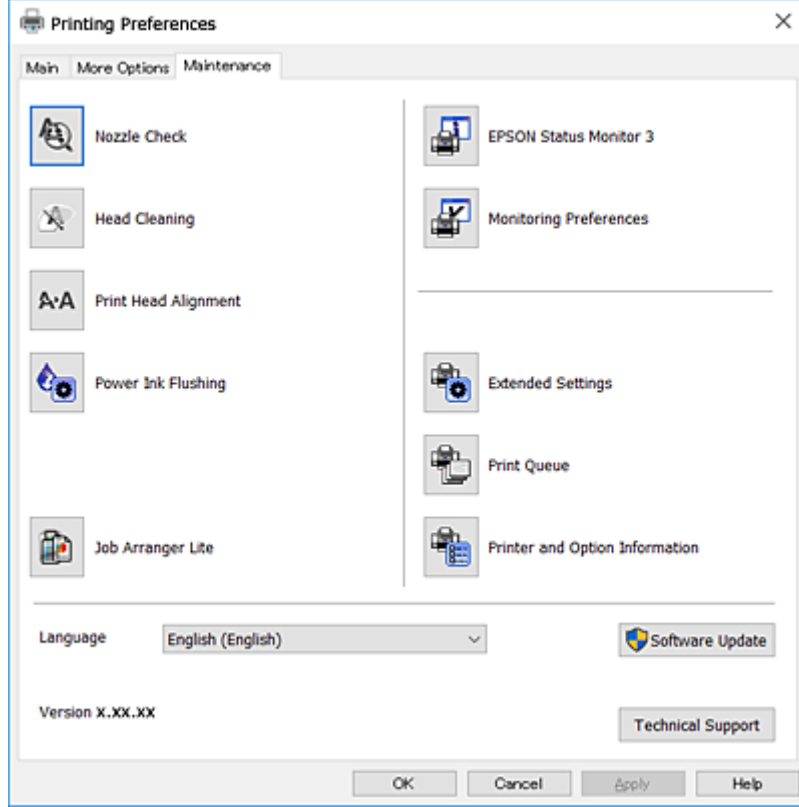 Printing Preferences
Main
More Options
Maintenance
Nozzle Check
Head Cleaning
A·A
Print Head Alignment
Power Ink Flushing
Job Arranger Lite
EPSON Status Monitor 3
Monitoring Preferences
Extended Settings
Print Queue
Printer and Option Information
Language
English (English)
Software Update
Version X.XX.XX
Technical Support
OK
Cancel
Apply
Help